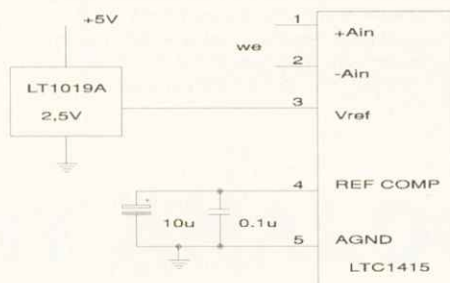 +5V
1
+Ain
we
2
-Ain
LT1019A
2,5V
3
Vref
4
REF COMP
+
10u
0.1u
5
AGND
LTC1415